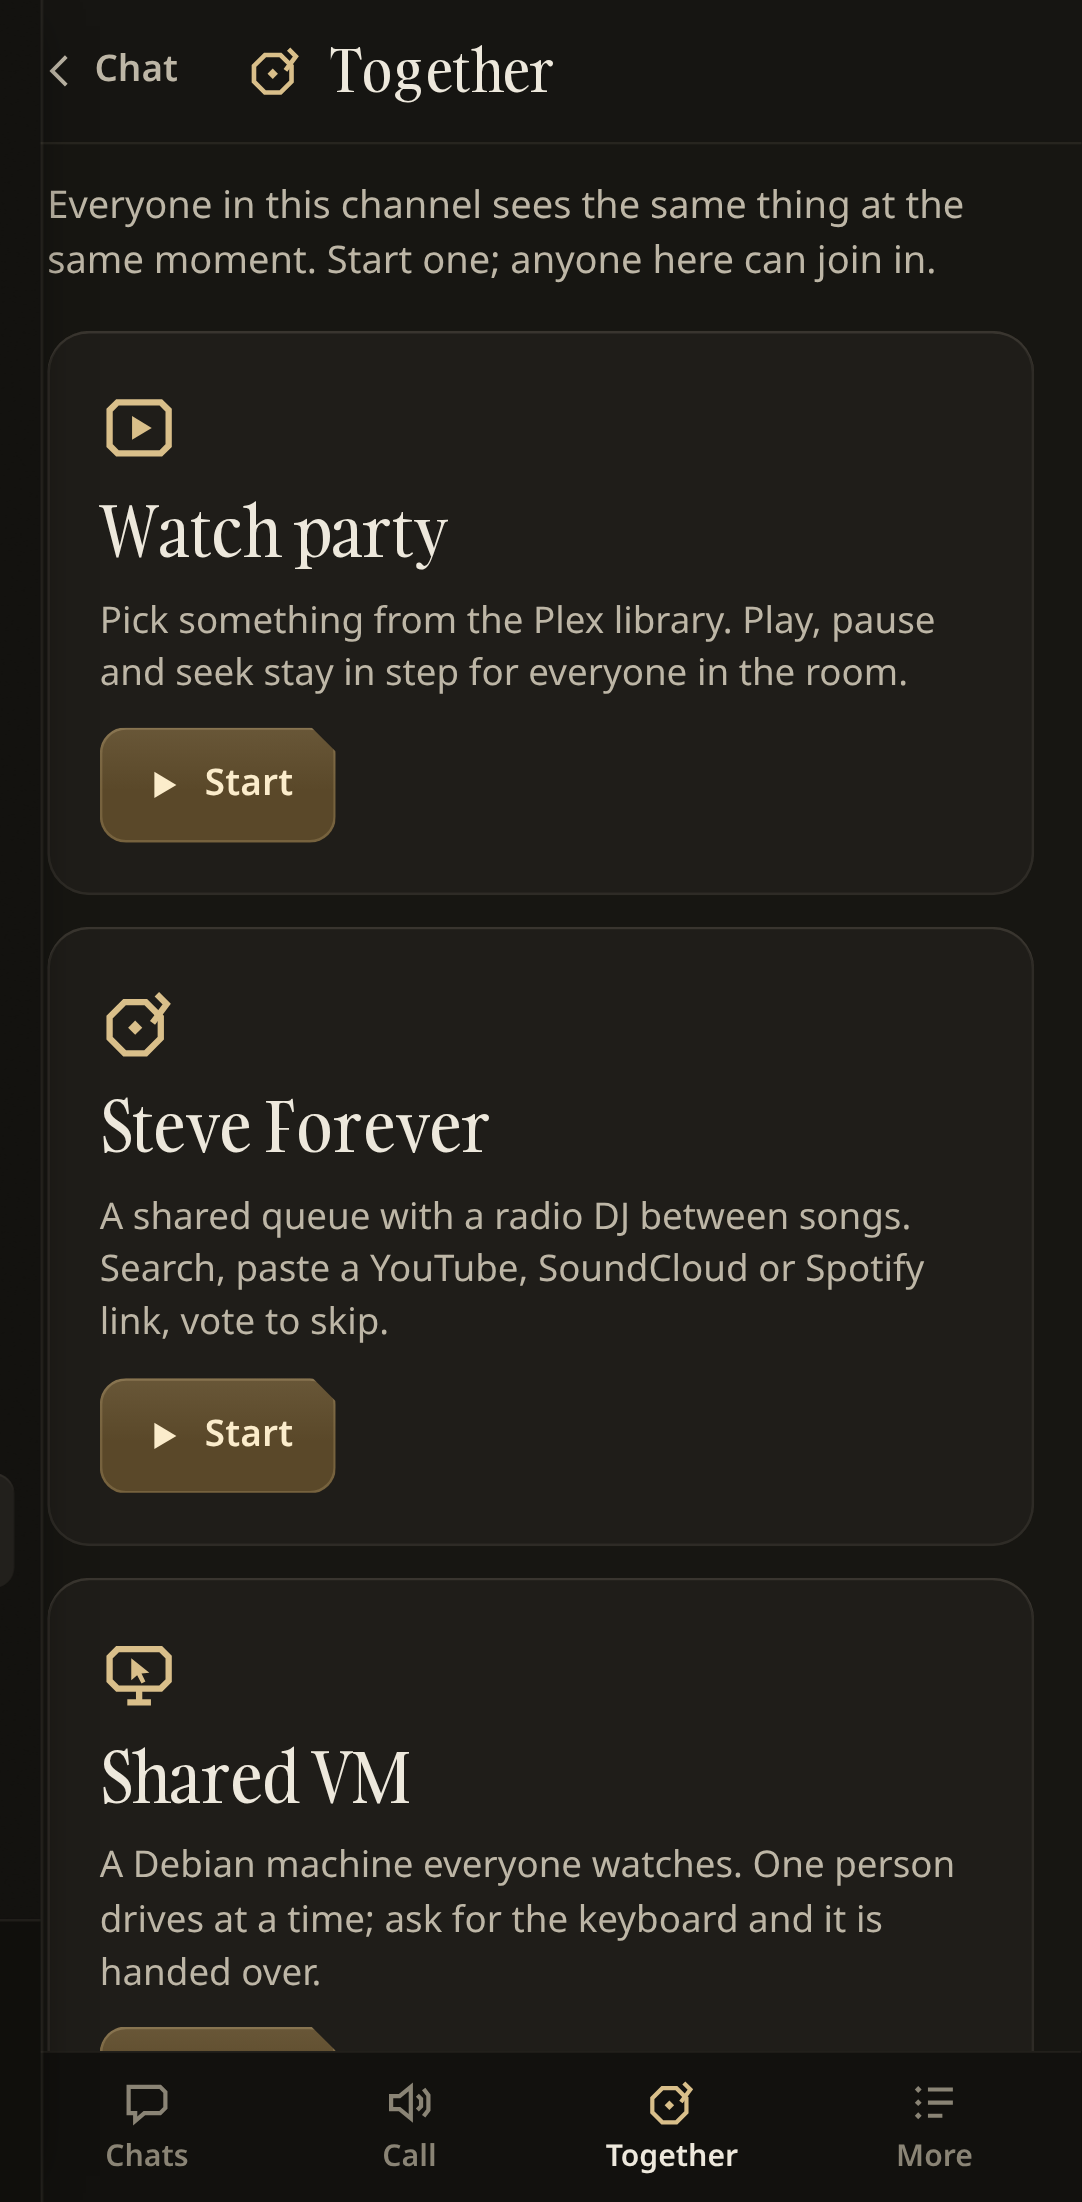 Chat
Together
Everyone in this channel sees the same thing at the
same moment. Start one; anyone here can join in.
Watch party
Pick something from the Plex library. Play, pause
and seek stay in step for everyone in the room.
Start
Steve Forever
A shared queue with a radio DJ between songs.
Search, paste a YouTube, SoundCloud or Spotify
link, vote to skip.
Start
Shared VM
A Debian machine everyone watches. One person
drives at a time; ask for the keyboard and it is
handed over.
Chats
Call
Together
More